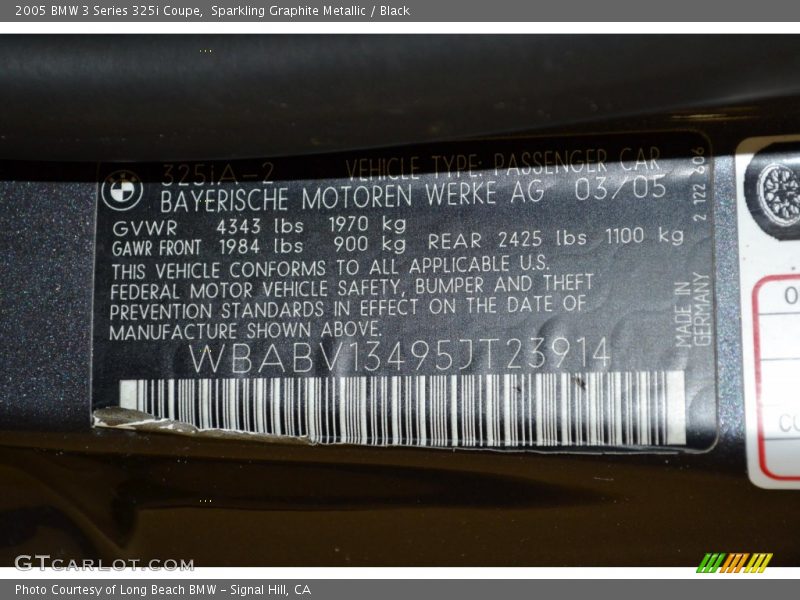 2005 BMW 3 Series 325i Coupe, Sparkling Graphite Metallic / Black
325iA-2 VEHICLE TYPE: PASSENGER CAR
BAYERISCHE MOTOREN WERKE AG 03/05
GVWR 4343 lbs 1970 kg
GAWR FRONT 1984 lbs 900 kg REAR 2425 lbs 1100 kg
THIS VEHICLE CONFORMS TO ALL APPLICABLE U.S.
FEDERAL MOTOR VEHICLE SAFETY, BUMPER AND THEFT
PREVENTION STANDARDS IN EFFECT ON THE DATE OF
MANUFACTURE SHOWN ABOVE.
WBABV13495JT23914
2 122 606
MADE IN
GERMANY
GTCARLOT.COM
Photo Courtesy of Long Beach BMW - Signal Hill, CA